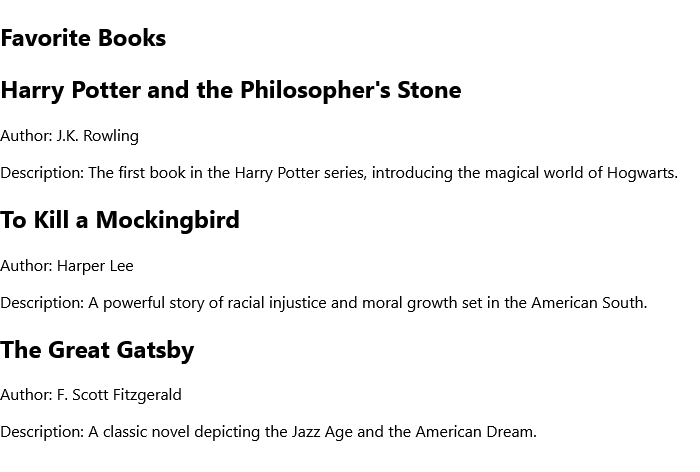 Favorite Books
Harry Potter and the Philosopher's Stone
Author: J.K. Rowling
Description: The first book in the Harry Potter series, introducing the magical world of Hogwarts.
To Kill a Mockingbird
Author: Harper Lee
Description: A powerful story of racial injustice and moral growth set in the American South.
The Great Gatsby
Author: F. Scott Fitzgerald
Description: A classic novel depicting the Jazz Age and the American Dream.